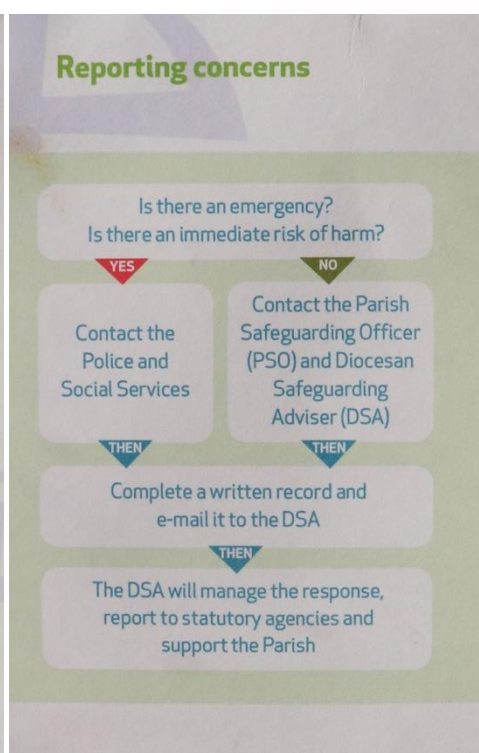 Reporting concerns
Is there an emergency?
Is there an immediate risk of harm?
YES
NO
Contact the
Police and
Social Services
Contact the Parish
Safeguarding Officer
(PSO) and Diocesan
Safeguarding
Adviser (DSA)
THEN
THEN
Complete a written record and
e-mail it to the DSA
THEN
The DSA will manage the response,
report to statutory agencies and
support the Parish